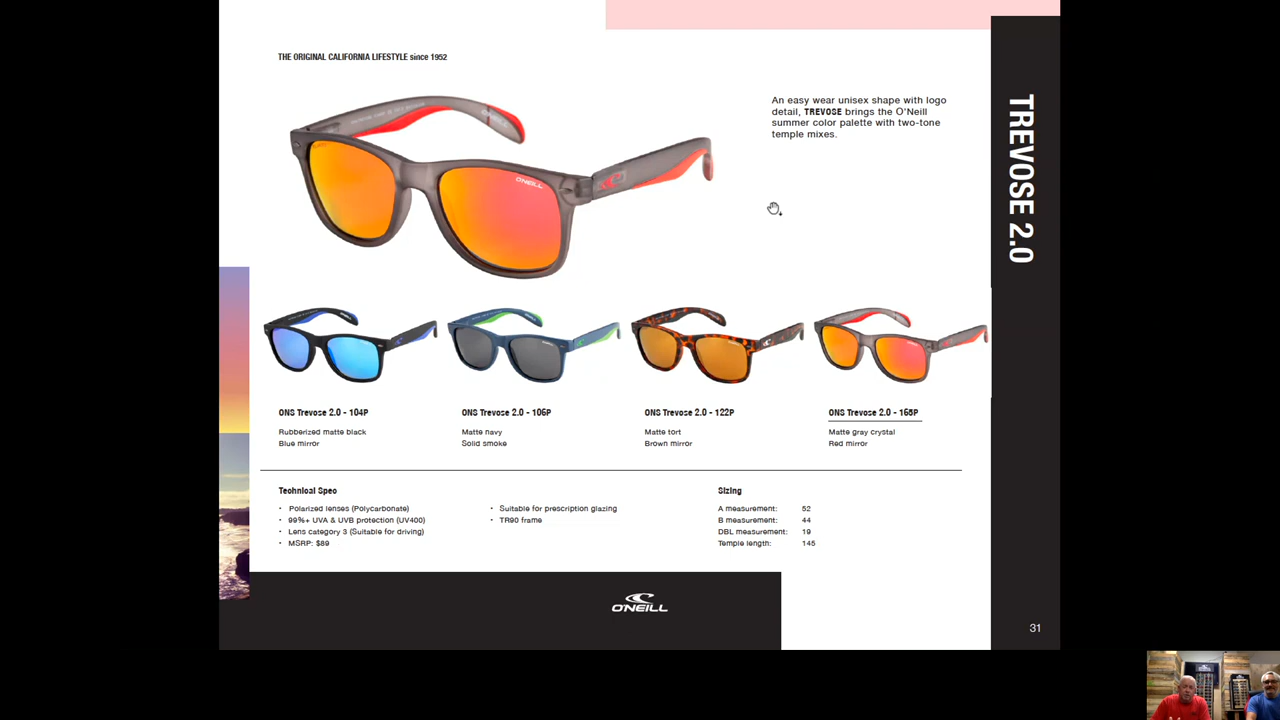 THE ORIGINAL CALIFORNIA LIFESTYLE since 1952
An easy wear unisex shape with logo
detail, TREVOSE brings the O'Neill
summer color palette with two-tone
temple mixes.
TREVOSE 2.0
O'NEILL
ONS Trevose 2.0 - 104P
Rubberized matte black
Blue mirror
ONS Trevose 2.0 - 106P
Matte navy
Solid smoke
ONS Trevose 2.0 - 122P
Matte tort
Brown mirror
ONS Trevose 2.0 - 165P
Matte gray crystal
Red mirror
Technical Spec
• Polarized lenses (Polycarbonate)
• 99%+ UVA & UVB protection (UV400)
• Lens category 3 (Suitable for driving)
• MSRP: $89
• Suitable for prescription glazing
• TR90 frame
Sizing
A measurement: 52
B measurement: 44
DBL measurement: 19
Temple length: 145
O'NEILL
31